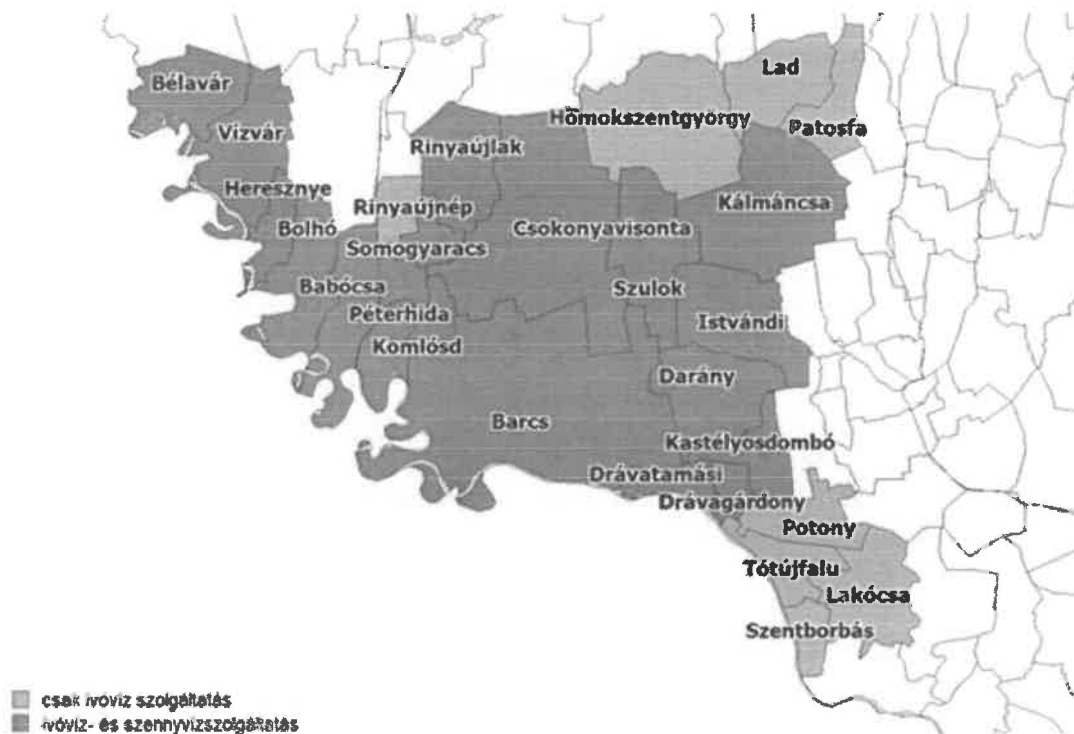 Bélavár
Lad
Hömokszentgyörgy
Patosfa
Vízvár
Rinyaújlak
Heresznye
Rinyaújnép
Kálmáncsa
Bolhó
Csokonyavisonta
Somogyaracs
Babócsa
Szulok
Péterhida
Istvándi
Komlósd
Darány
Barcs
Kastélyosdombó
Drávatamási
Drávagárdony
Potony
Tótújfalu
Lakócsa
Szentborbás
csak ivóvíz szolgáltatás
ivóvíz- és szennyvízszolgáltatás